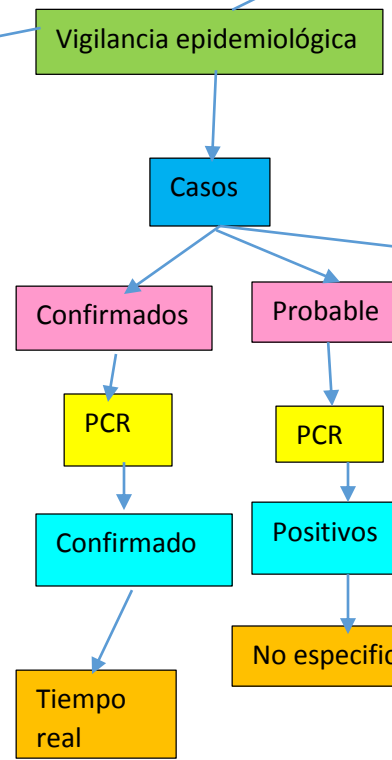 Vigilancia epidemiológica
Casos
Confirmados
Probable
PCR
PCR
Confirmado
Positivos
No especific
Tiempo
real